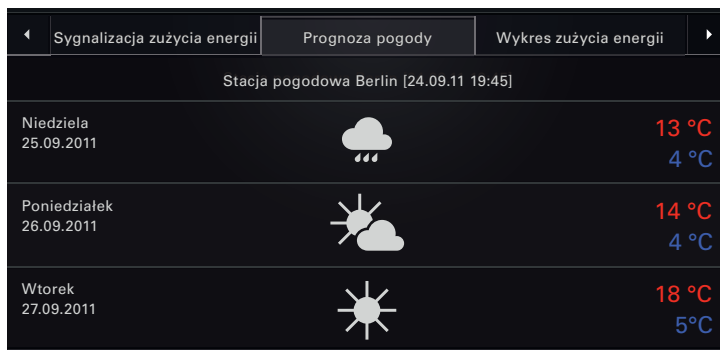 Sygnalizacja zużycia energii Prognoza pogody Wykres zużycia energii
Stacja pogodowa Berlin [24.09.11 19:45]
Niedziela
25.09.2011
13 °C
4 °C
Poniedziałek
26.09.2011
14 °C
4 °C
Wtorek
27.09.2011
18 °C
5°C